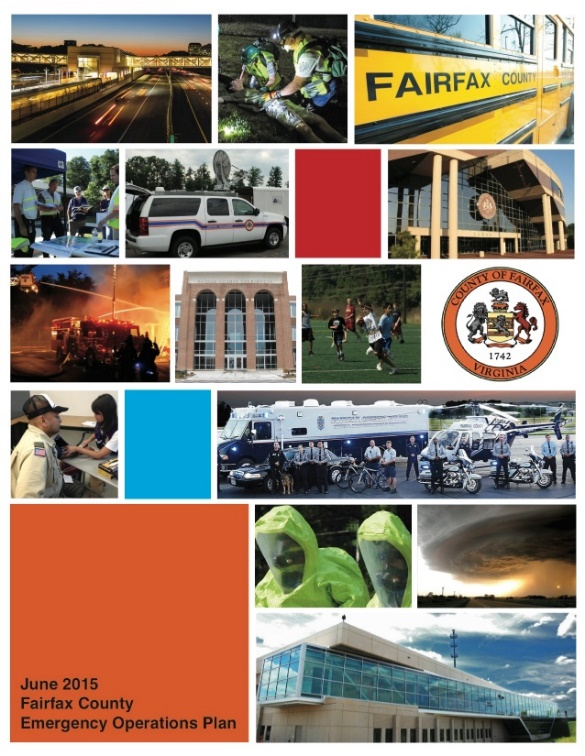 FAIRFAX COUNTY
COUNTY OF FAIRFAX
1742
VIRGINIA
June 2015
Fairfax County
Emergency Operations Plan